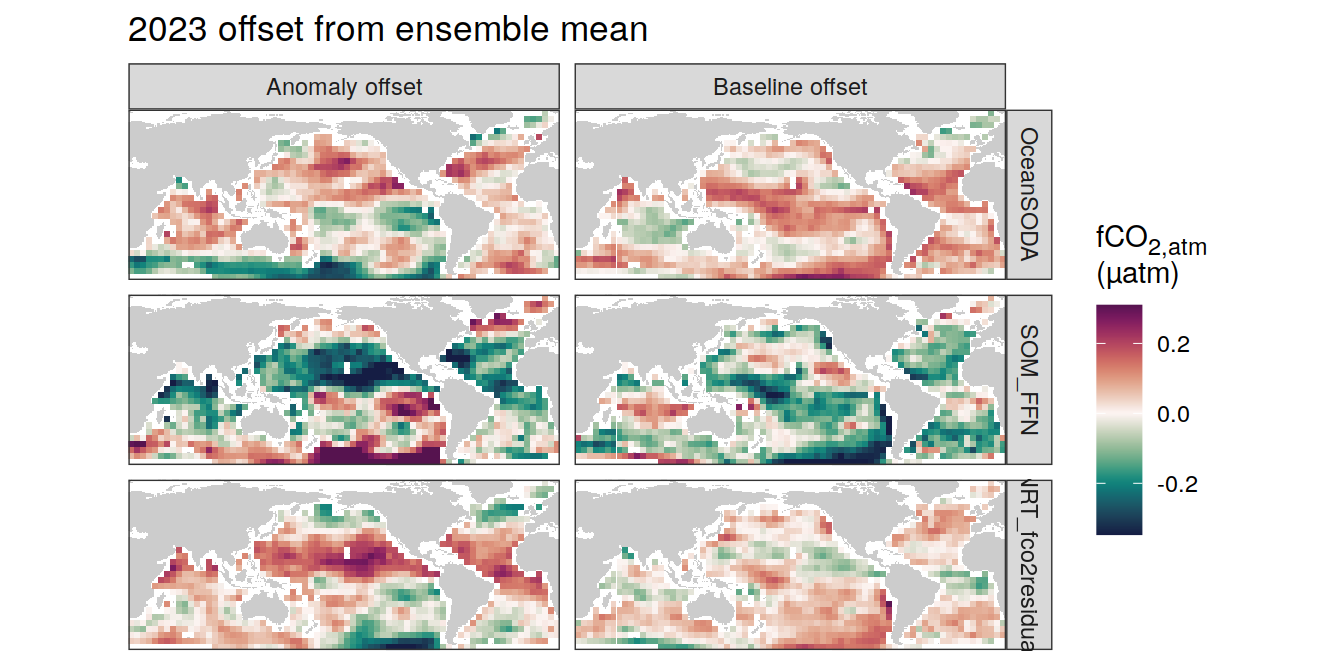 2023 offset from ensemble mean
Anomaly offset
Baseline offset
OceanSODA
SOM_FFN
NRT_fco2residua
fCO2,atm
(µatm)
0.2
0.0
-0.2